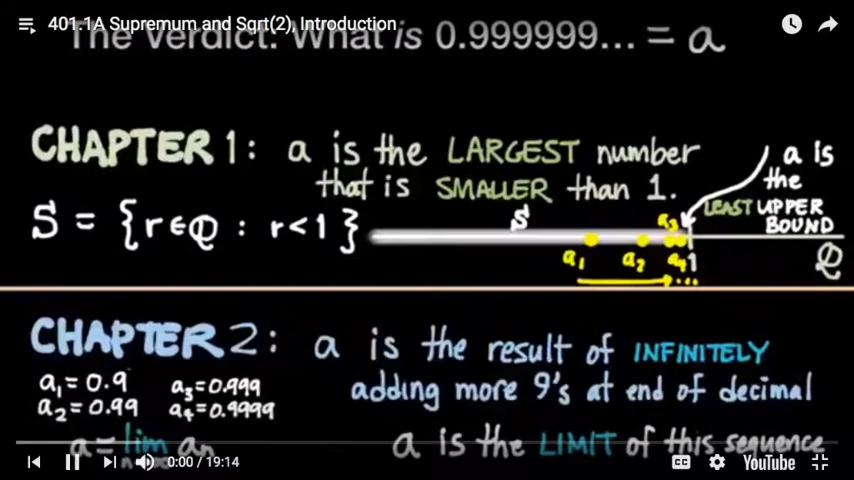 401.1A Supremum and Sqrt(2), Introduction
The verdict: What is 0.999999... = a
CHAPTER 1: a is the LARGEST number
that is SMALLER than 1.
a is
the
LEAST UPPER
BOUND
S = {r∈Q : r<1}
S
a₁ a₂ a₃ a₄ 1
...
Q
CHAPTER 2: a is the result of INFINITELY
adding more 9's at end of decimal
a₁=0.9 a₃=0.999
a₂=0.99 a₄=0.9999
a = lim aₙ
a is the LIMIT of this sequence
0:00 / 19:14
CC
YouTube